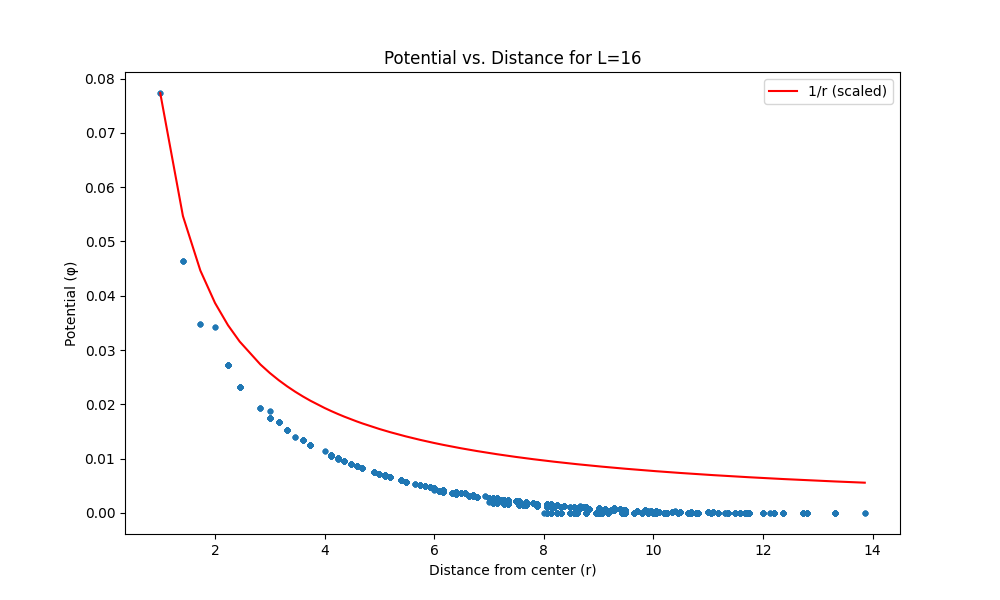 Potential vs. Distance for L=16
1/r (scaled)
Potential (φ)
0.08
0.07
0.06
0.05
0.04
0.03
0.02
0.01
0.00
2 4 6 8 10 12 14
Distance from center (r)